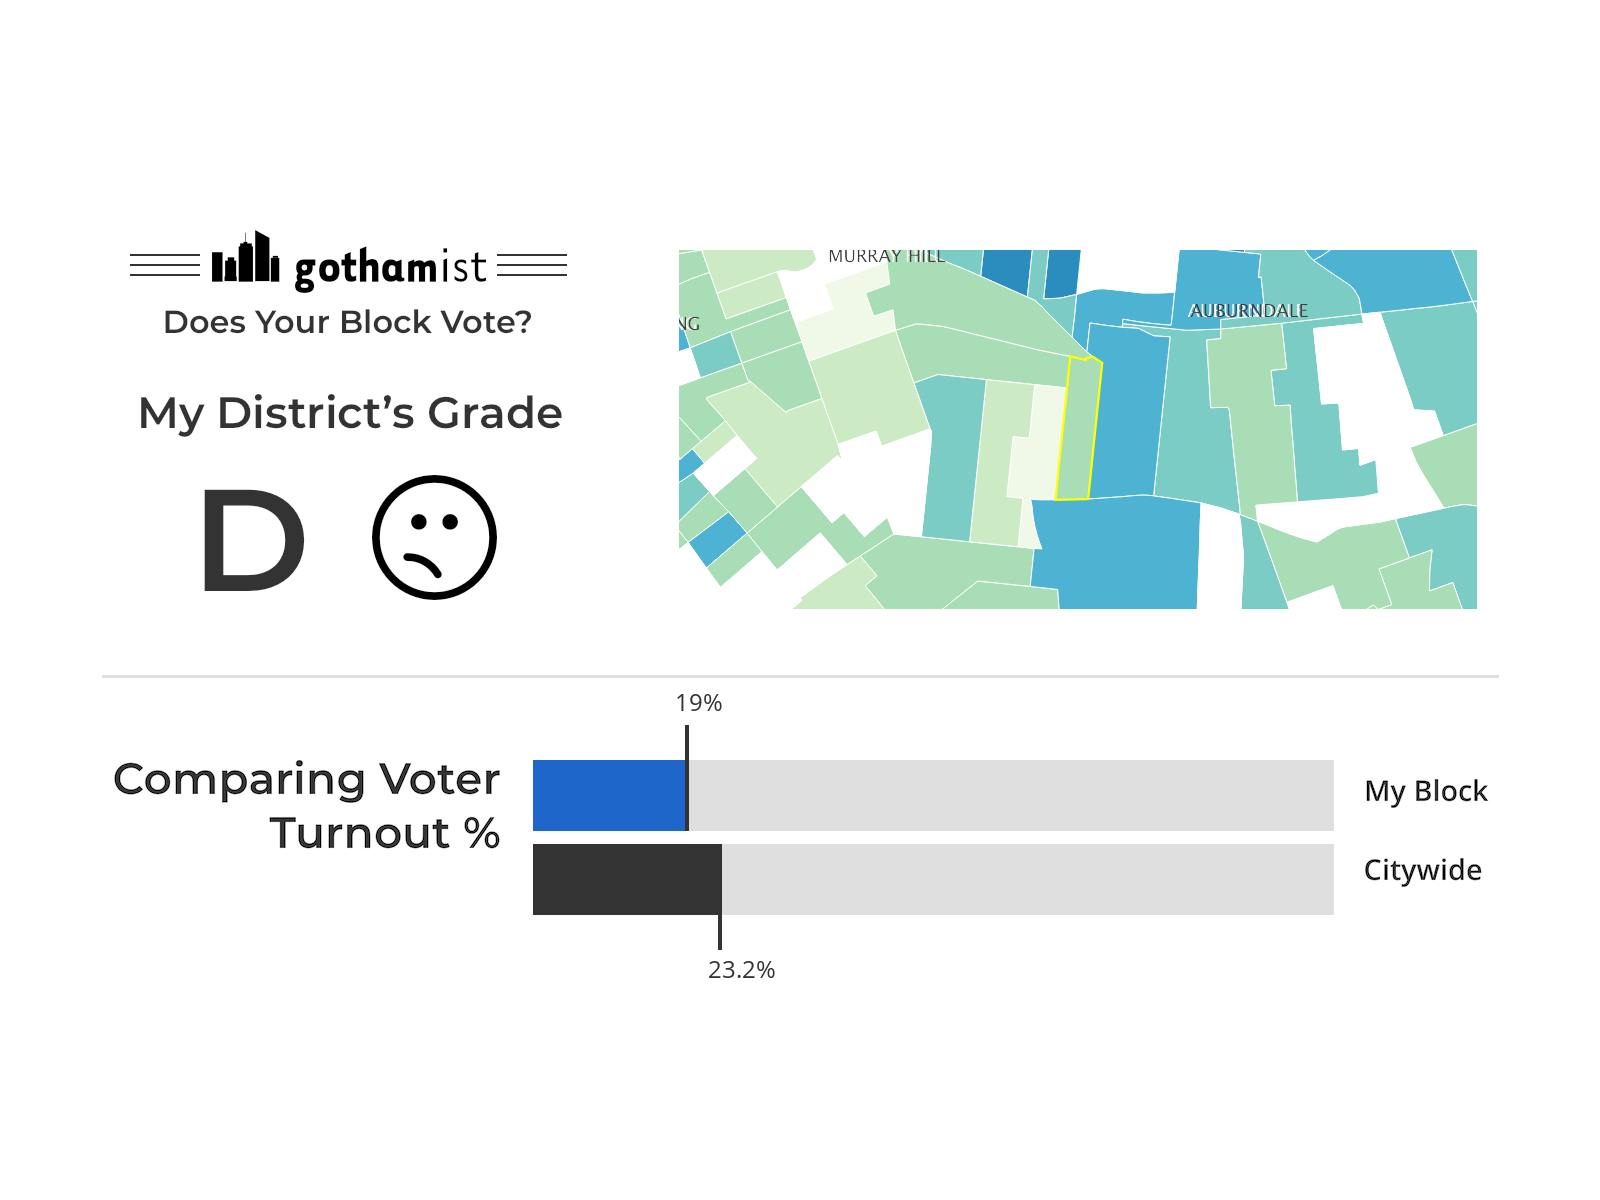 gothamist
Does Your Block Vote?
My District’s Grade
D
MURRAY HILL
AUBURNDALE
NG
19%
Comparing Voter
Turnout %
My Block
Citywide
23.2%